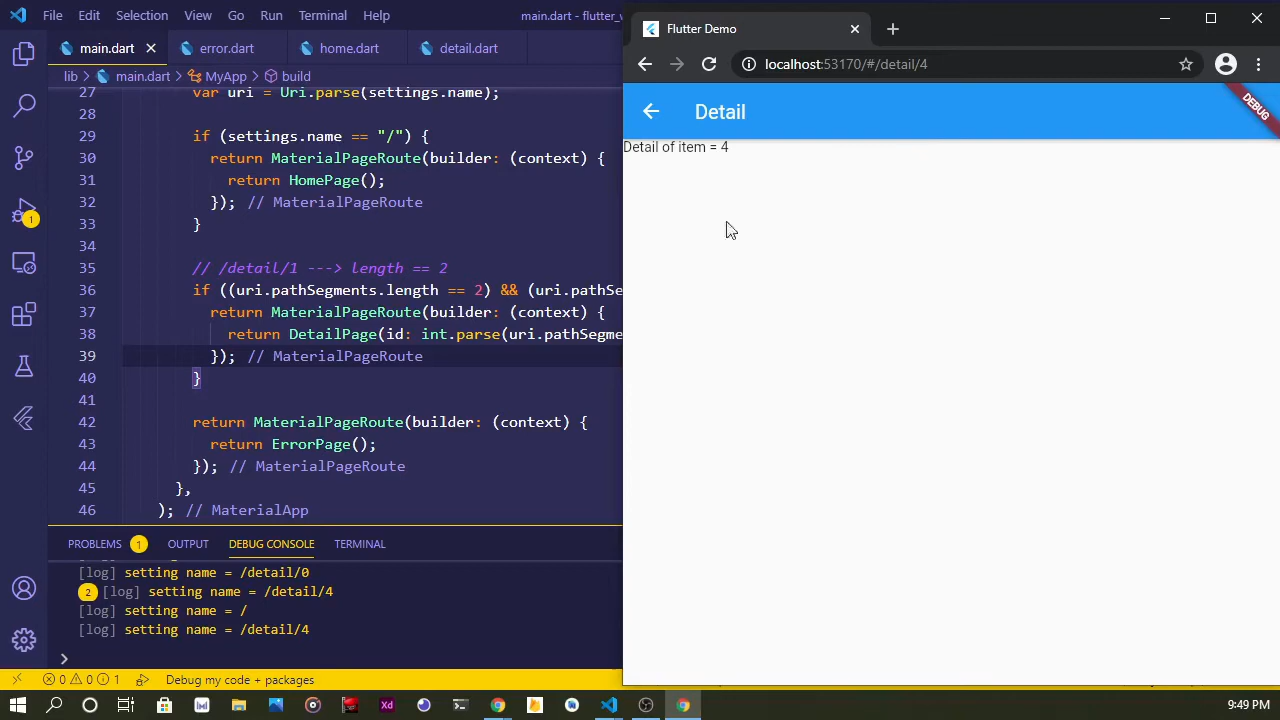 File Edit Selection View Go Run Terminal Help main.dart - flutter_
main.dart error.dart home.dart detail.dart
lib main.dart MyApp build
27 var uri = Uri.parse(settings.name);
28
29 if (settings.name == "/") {
30 return MaterialPageRoute(builder: (context) {
31 return HomePage();
32 }); // MaterialPageRoute
33 }
34
35 // /detail/1 ---> length == 2
36 if ((uri.pathSegments.length == 2) && (uri.pathSe
37 return MaterialPageRoute(builder: (context) {
38 return DetailPage(id: int.parse(uri.pathSegme
39 }); // MaterialPageRoute
40 }
41
42 return MaterialPageRoute(builder: (context) {
43 return ErrorPage();
44 }); // MaterialPageRoute
45 },
46 ); // MaterialApp
PROBLEMS 1 OUTPUT DEBUG CONSOLE TERMINAL
[log] setting name = /detail/0
2 [log] setting name = /detail/4
[log] setting name = /
[log] setting name = /detail/4
>
0 0 1 Debug my code + packages
1
Flutter Demo
localhost:53170/#/detail/4
Detail
DEBUG
Detail of item = 4
Xd
9:49 PM